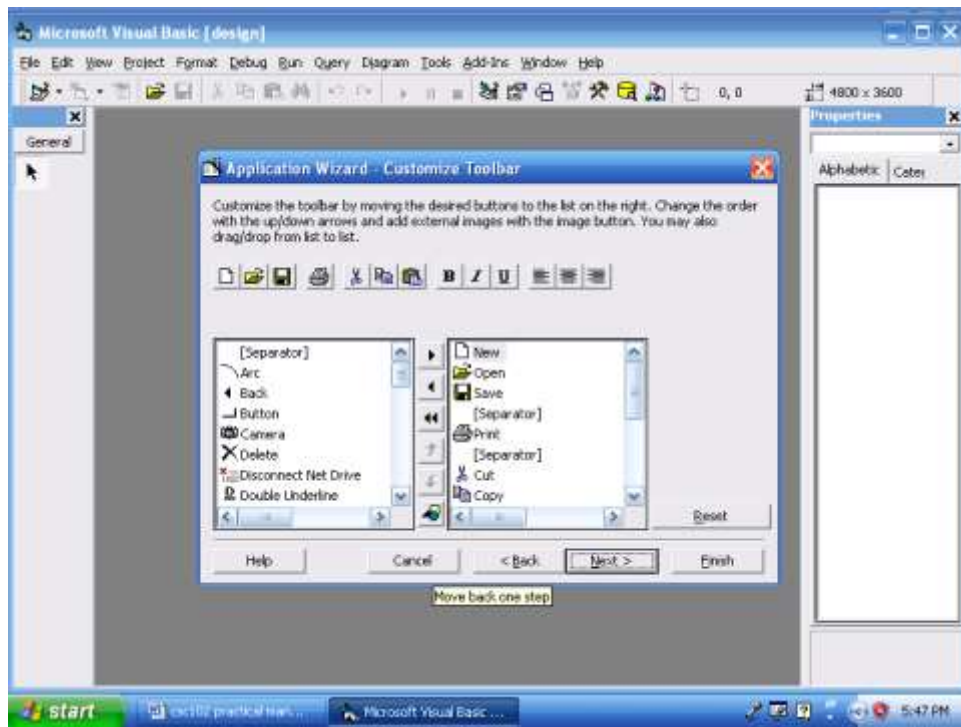 Microsoft Visual Basic [design]
File Edit View Project Format Debug Run Query Diagram Tools Add-Ins Window Help
0, 0 4800 x 3600
General
Properties
Alphabetic
Application Wizard - Customize Toolbar
Customize the toolbar by moving the desired buttons to the list on the right. Change the order
with the up/down arrows and add external images with the image button. You may also
drag/drop from list to list.
B I U
[Separator]
Arc
Back
Button
Camera
Delete
Disconnect Net Drive
Double Underline
New
Open
Save
[Separator]
Print
[Separator]
Cut
Copy
Reset
Help Cancel < Back Next > Finish
Move back one step
start csc102 practical man... Microsoft Visual Basic ... 5:47 PM